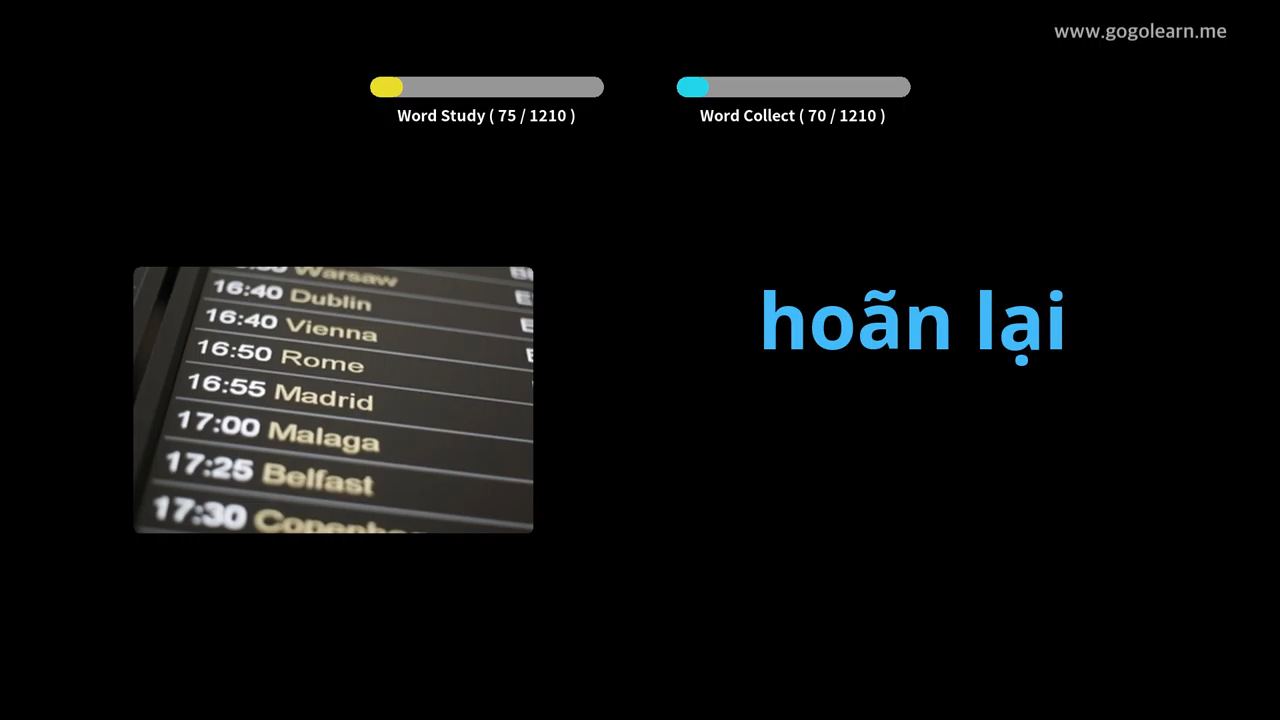 www.gogolearn.me
Word Study ( 75 / 1210 )
Word Collect ( 70 / 1210 )
Warsaw
16:40 Dublin
16:40 Vienna
16:50 Rome
16:55 Madrid
17:00 Malaga
17:25 Belfast
17:30
hoãn lại